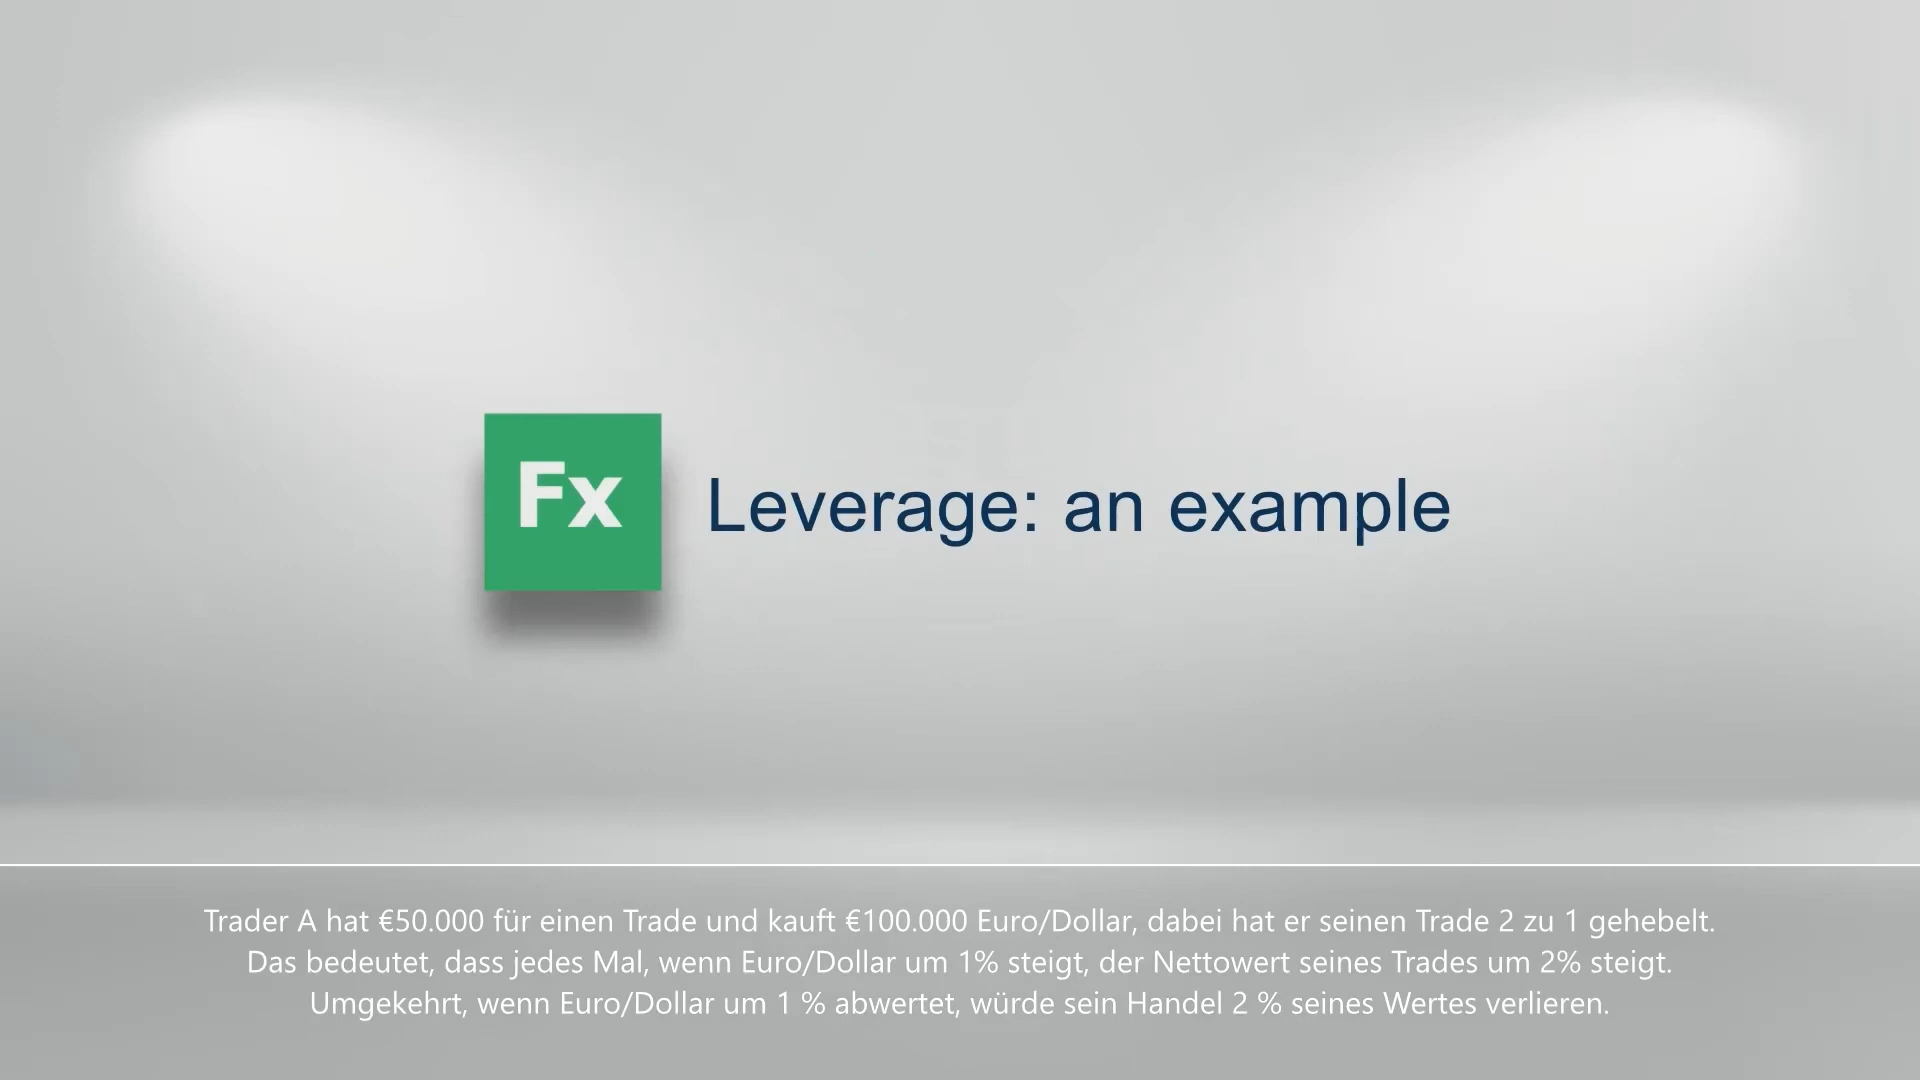 Fx
Leverage: an example
Trader A hat €50.000 für einen Trade und kauft €100.000 Euro/Dollar, dabei hat er seinen Trade 2 zu 1 gehebelt.
Das bedeutet, dass jedes Mal, wenn Euro/Dollar um 1% steigt, der Nettowert seines Trades um 2% steigt.
Umgekehrt, wenn Euro/Dollar um 1 % abwertet, würde sein Handel 2 % seines Wertes verlieren.